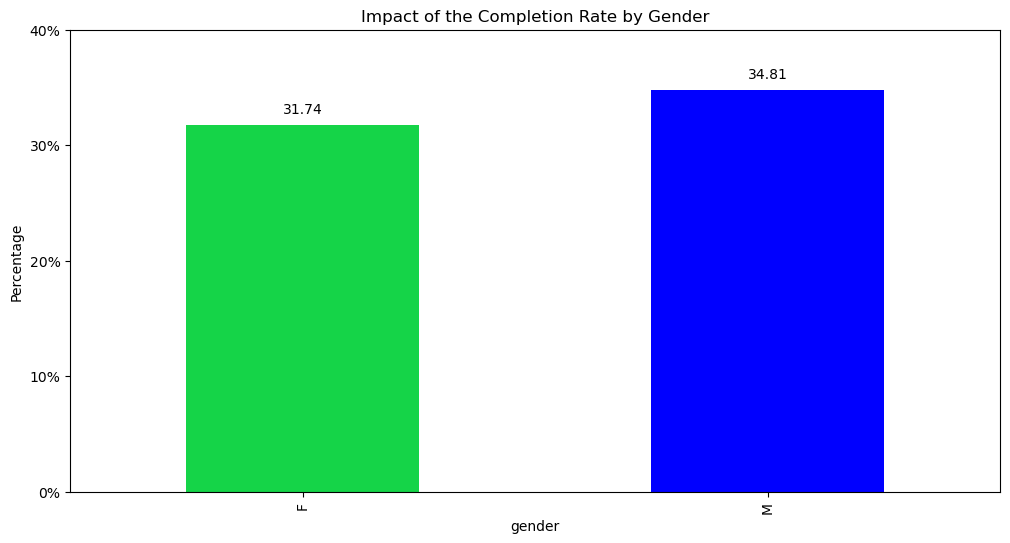 Impact of the Completion Rate by Gender
40%
30%
20%
10%
0%
Percentage
31.74
34.81
F
M
gender